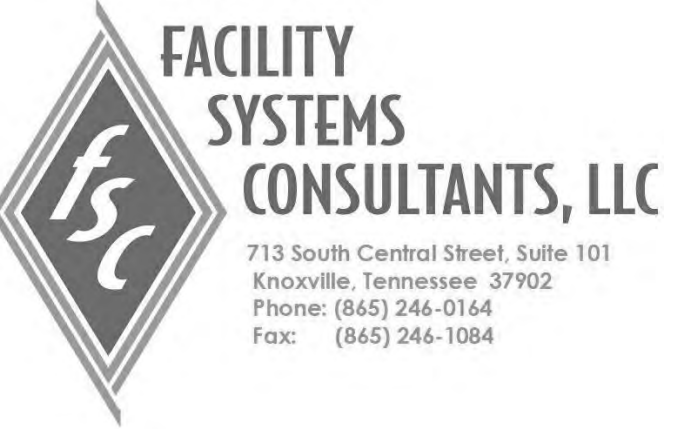 fsc
FACILITY
SYSTEMS
CONSULTANTS, LLC
713 South Central Street, Suite 101
Knoxville, Tennessee 37902
Phone: (865) 246-0164
Fax: (865) 246-1084